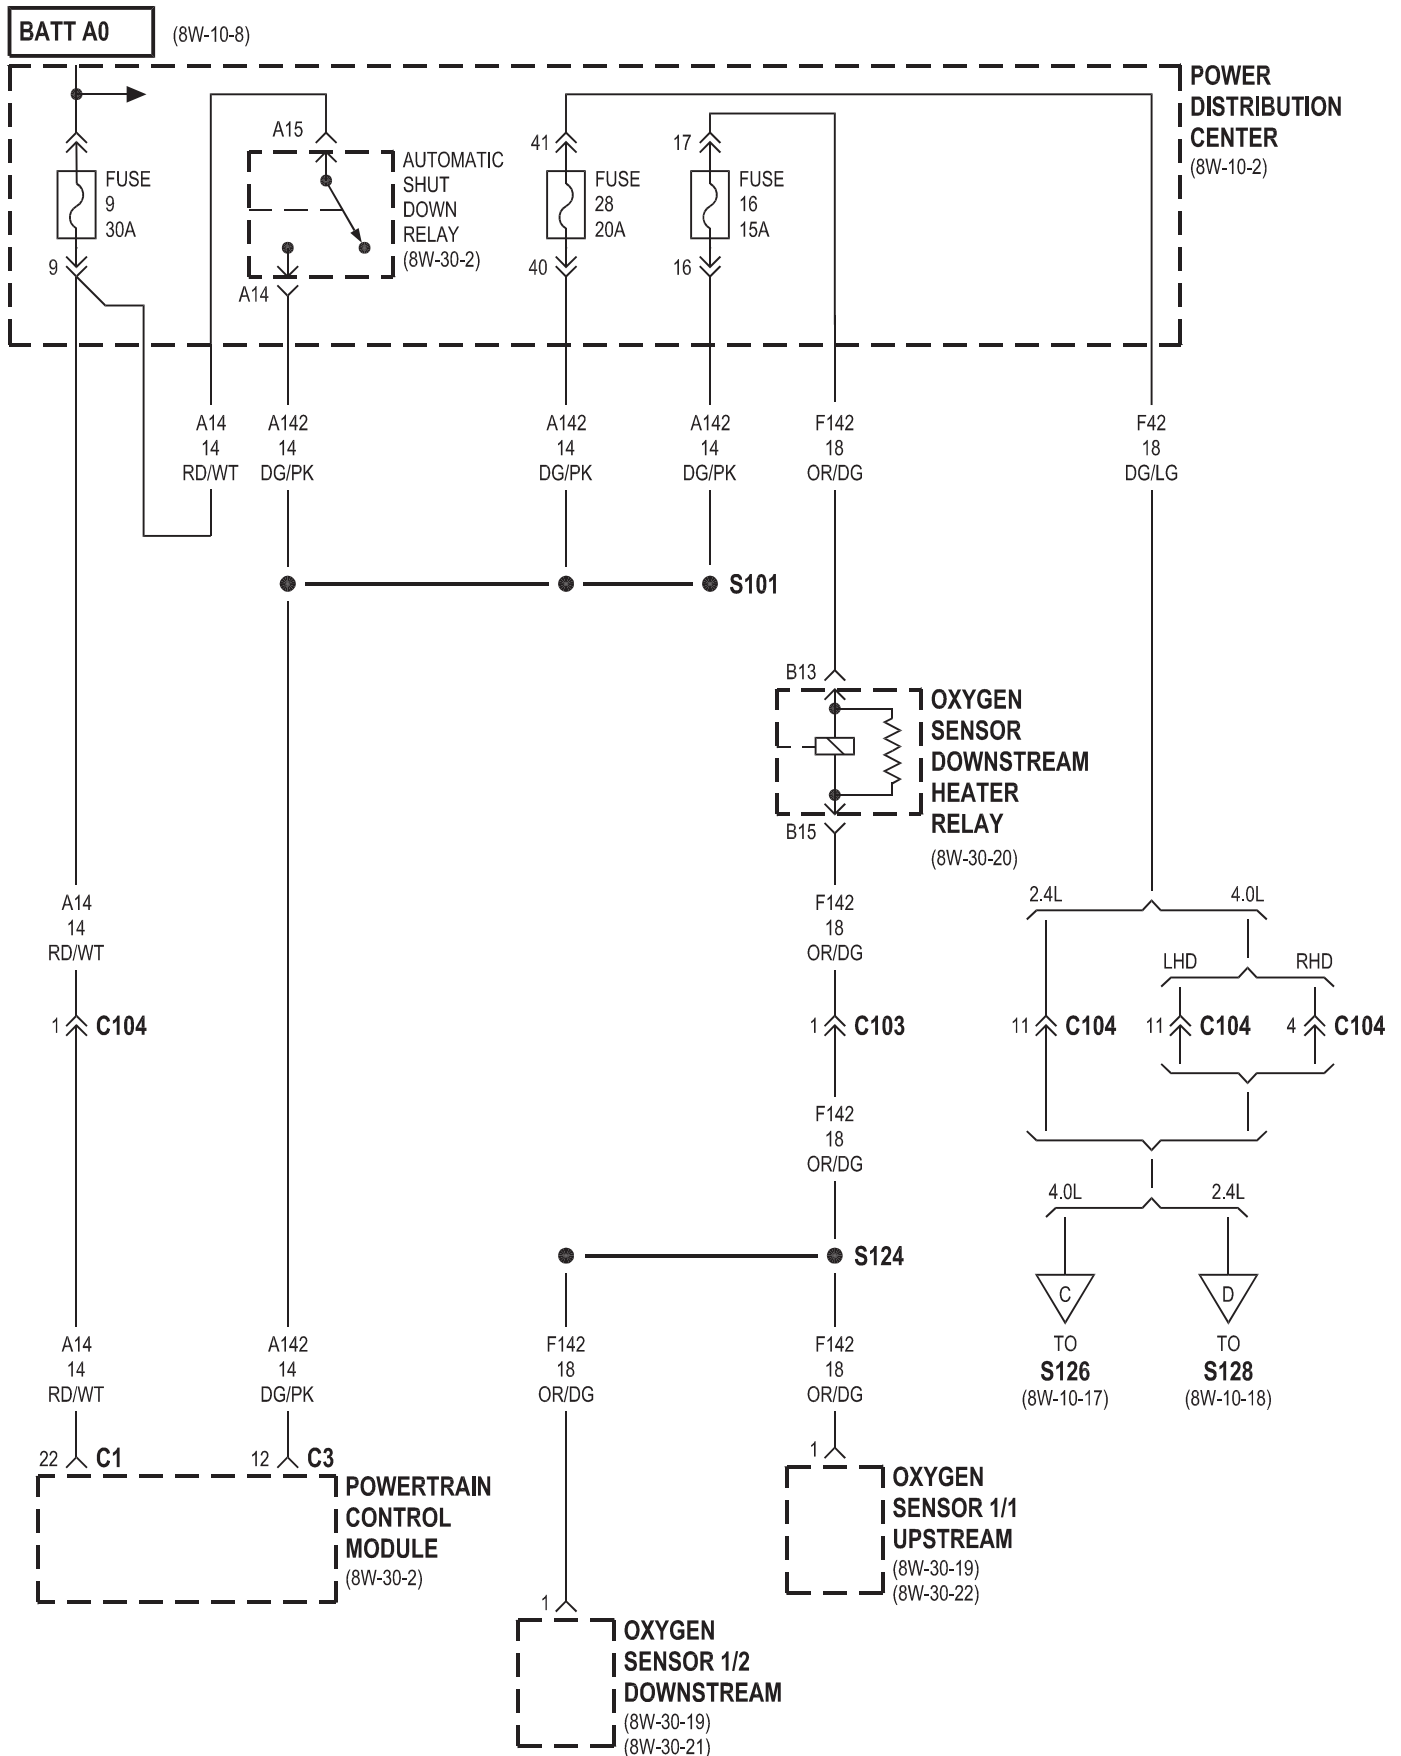 BATT A0
(8W-10-8)
POWER
DISTRIBUTION
CENTER
(8W-10-2)
FUSE
9
30A
9
A15
AUTOMATIC
SHUT
DOWN
RELAY
(8W-30-2)
A14
41
FUSE
28
20A
40
17
FUSE
16
15A
16
A14
14
RD/WT
A142
14
DG/PK
A142
14
DG/PK
A142
14
DG/PK
F142
18
OR/DG
F42
18
DG/LG
S101
B13
OXYGEN
SENSOR
DOWNSTREAM
HEATER
RELAY
(8W-30-20)
B15
A14
14
RD/WT
F142
18
OR/DG
2.4L
4.0L
LHD
RHD
1
C104
1
C103
11
C104
11
C104
4
C104
F142
18
OR/DG
4.0L
2.4L
S124
C
D
TO
S126
(8W-10-17)
TO
S128
(8W-10-18)
A14
14
RD/WT
A142
14
DG/PK
F142
18
OR/DG
F142
18
OR/DG
22
C1
12
C3
POWERTRAIN
CONTROL
MODULE
(8W-30-2)
1
OXYGEN
SENSOR 1/1
UPSTREAM
(8W-30-19)
(8W-30-22)
1
OXYGEN
SENSOR 1/2
DOWNSTREAM
(8W-30-19)
(8W-30-21)